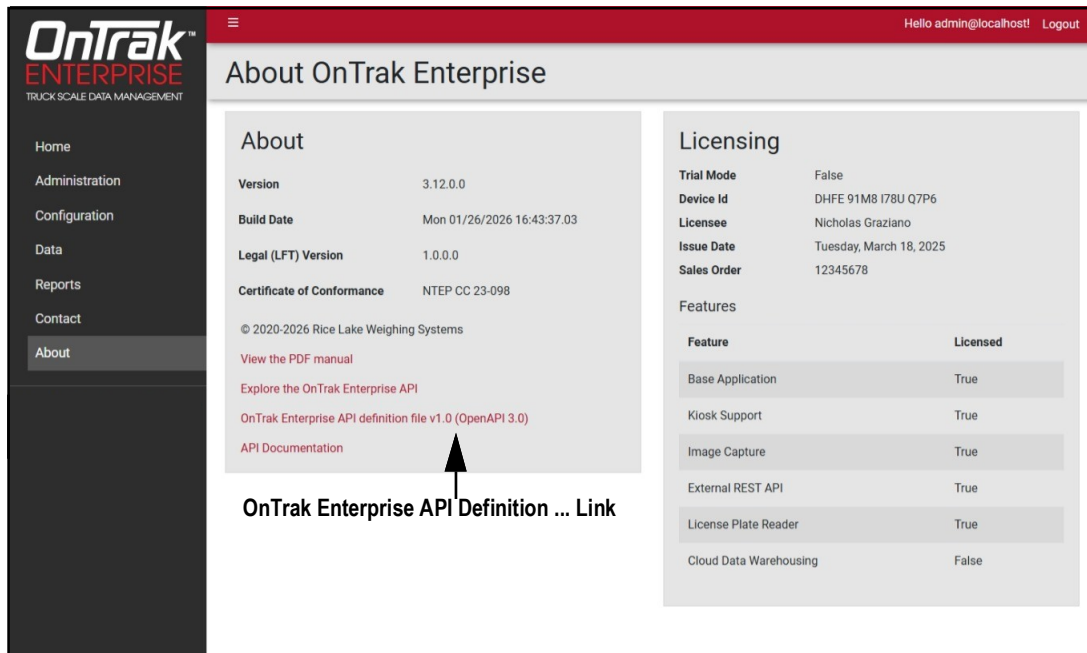 OnTrak™
ENTERPRISE
TRUCK SCALE DATA MANAGEMENT
Home
Administration
Configuration
Data
Reports
Contact
About
Hello admin@localhost! Logout
About OnTrak Enterprise
About
Version 3.12.0.0
Build Date Mon 01/26/2026 16:43:37.03
Legal (LFT) Version 1.0.0.0
Certificate of Conformance NTEP CC 23-098
© 2020-2026 Rice Lake Weighing Systems
View the PDF manual
Explore the OnTrak Enterprise API
OnTrak Enterprise API definition file v1.0 (OpenAPI 3.0)
API Documentation
OnTrak Enterprise API Definition ... Link
Licensing
Trial Mode False
Device Id DHFE 91M8 I78U Q7P6
Licensee Nicholas Graziano
Issue Date Tuesday, March 18, 2025
Sales Order 12345678
Features
Feature Licensed
Base Application True
Kiosk Support True
Image Capture True
External REST API True
License Plate Reader True
Cloud Data Warehousing False